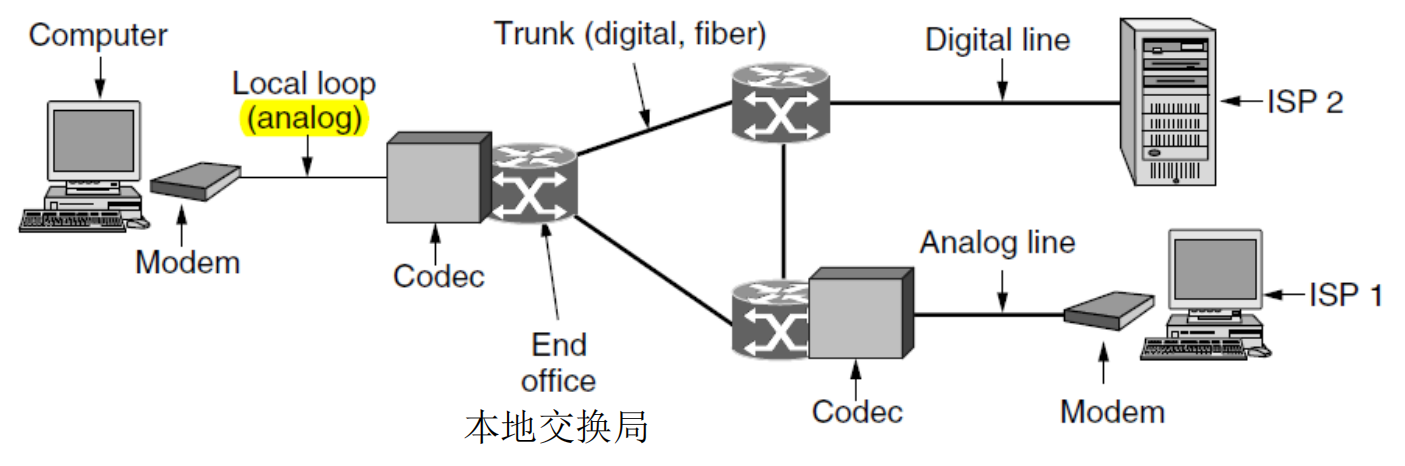 Computer
Local loop
(analog)
Trunk (digital, fiber)
Digital line
ISP 2
Modem
Codec
End
office
本地交换局
Analog line
ISP 1
Codec
Modem